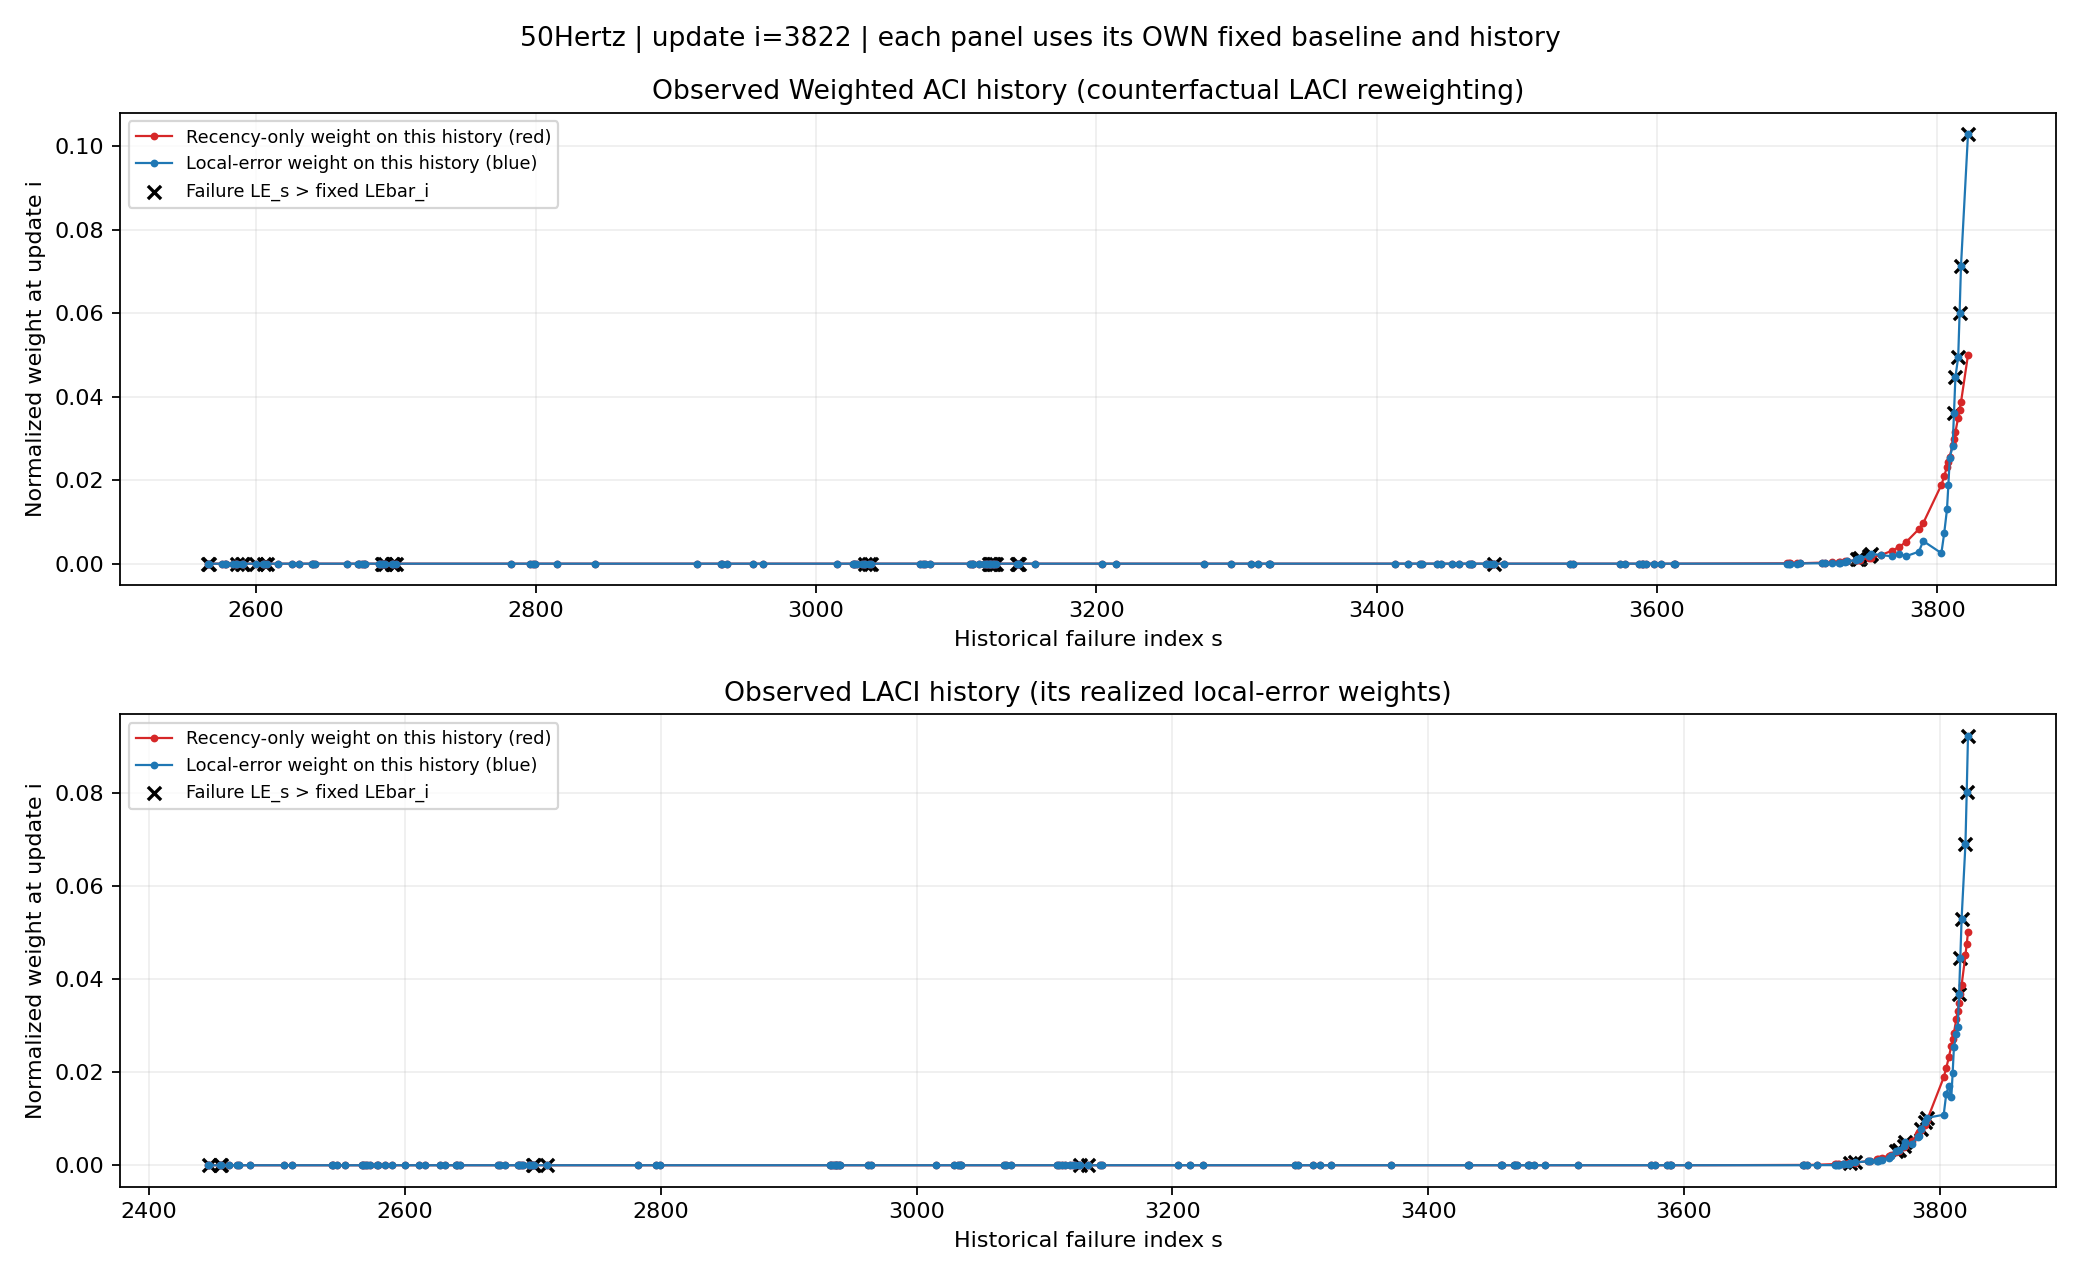 50Hertz | update i=3822 | each panel uses its OWN fixed baseline and history
Observed Weighted ACI history (counterfactual LACI reweighting)
Recency-only weight on this history (red)
Local-error weight on this history (blue)
Failure LE_s > fixed LEbar_i
Normalized weight at update i
0.10
0.08
0.06
0.04
0.02
0.00
2600 2800 3000 3200 3400 3600 3800
Historical failure index s
Observed LACI history (its realized local-error weights)
Recency-only weight on this history (red)
Local-error weight on this history (blue)
Failure LE_s > fixed LEbar_i
Normalized weight at update i
0.08
0.06
0.04
0.02
0.00
2400 2600 2800 3000 3200 3400 3600 3800
Historical failure index s